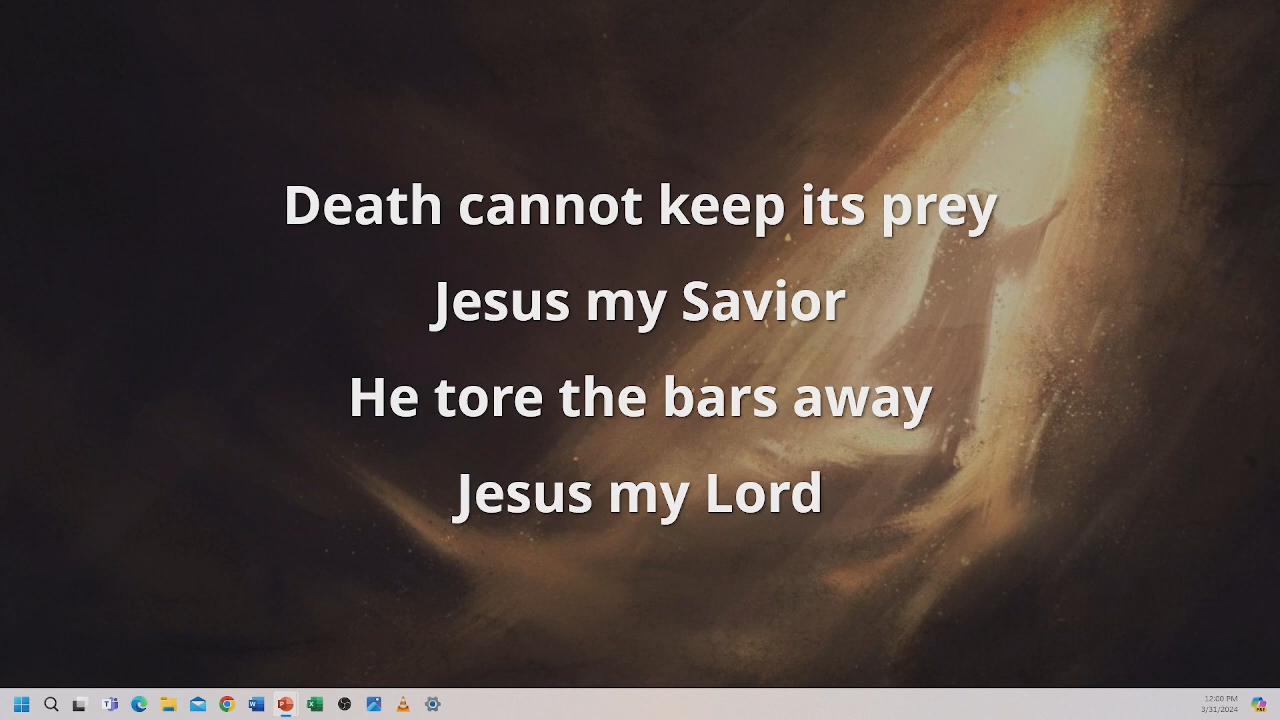 Death cannot keep its prey
Jesus my Savior
He tore the bars away
Jesus my Lord
12:00 PM
3/31/2024